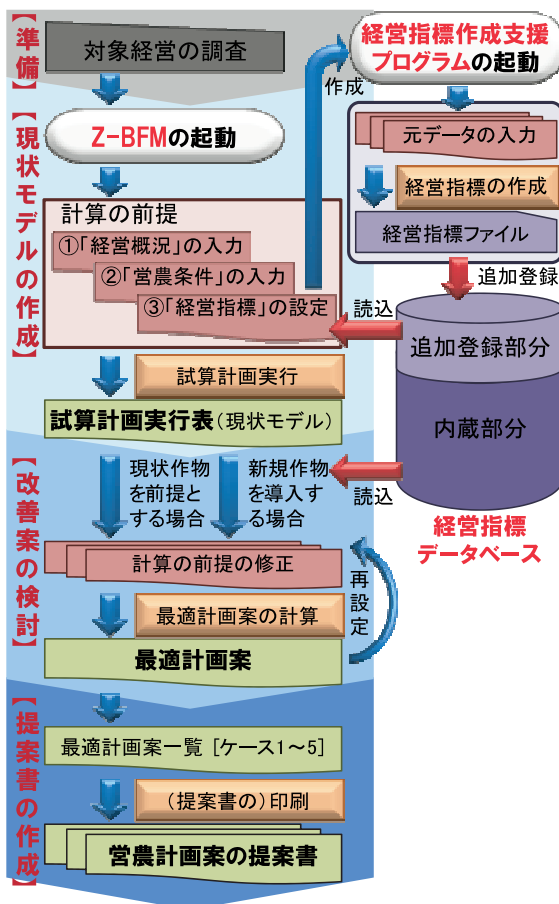 【準備】
対象経営の調査
【現状モデルの作成】
Z-BFMの起動
計算の前提
①「経営概況」の入力
②「営農条件」の入力
③「経営指標」の設定
作成
経営指標作成支援
プログラムの起動
元データの入力
経営指標の作成
経営指標ファイル
追加登録
読込
追加登録部分
内蔵部分
経営指標
データベース
試算計画実行
試算計画実行表(現状モデル)
【改善案の検討】
現状作物
を前提と
する場合
新規作物
を導入す
る場合
読込
計算の前提の修正
再設定
最適計画案の計算
最適計画案
【提案書の作成】
最適計画案一覧 [ケース1～5]
(提案書の)印刷
営農計画案の提案書